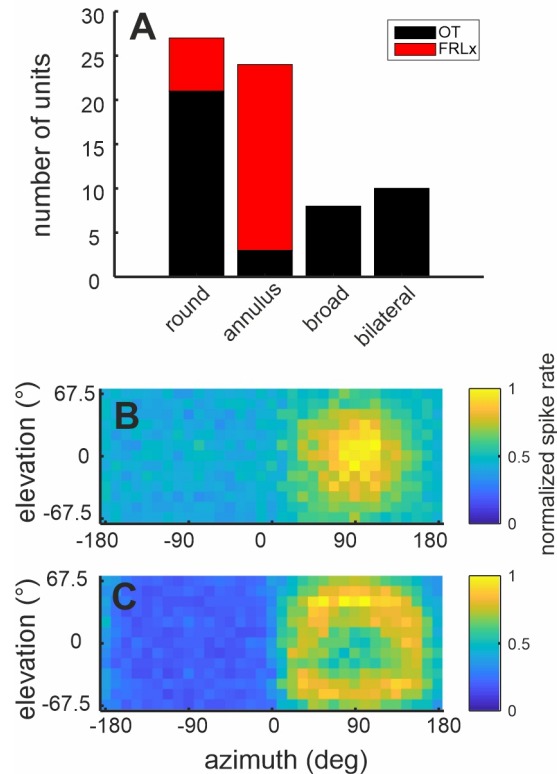 A
OT
FRLx
number of units
30
25
20
15
10
5
0
round
annulus
broad
bilateral
B
elevation (°)
67.5
0
-67.5
-180 -90 0 90 180
1
0.5
0
normalized spike rate
C
elevation (°)
67.5
0
-67.5
-180 -90 0 90 180
1
0.5
0
azimuth (deg)